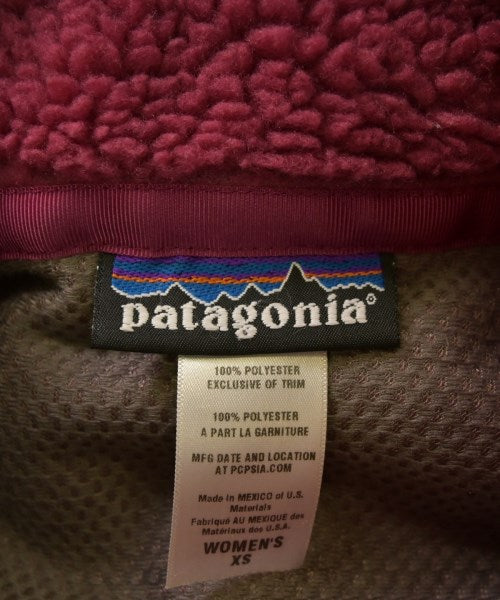 patagonia®
100% POLYESTER
EXCLUSIVE OF TRIM
100% POLYESTER
A PART LA GARNITURE
MFG DATE AND LOCATION
AT PCPSIA.COM
Made in MEXICO of U.S.
Materials
Fabriqué AU MEXIQUE des
Matériaux des U.S.A.
WOMEN'S
XS